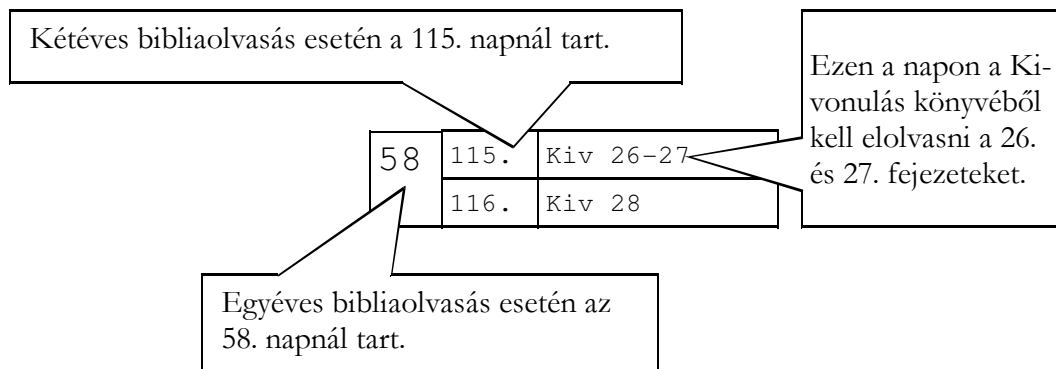 Kétéves bibliaolvasás esetén a 115. napnál tart.
Ezen a napon a Ki-
vonulás könyvéből
kell elolvasni a 26.
és 27. fejezeteket.
58 115. Kiv 26–27
116. Kiv 28
Egyéves bibliaolvasás esetén az
58. napnál tart.